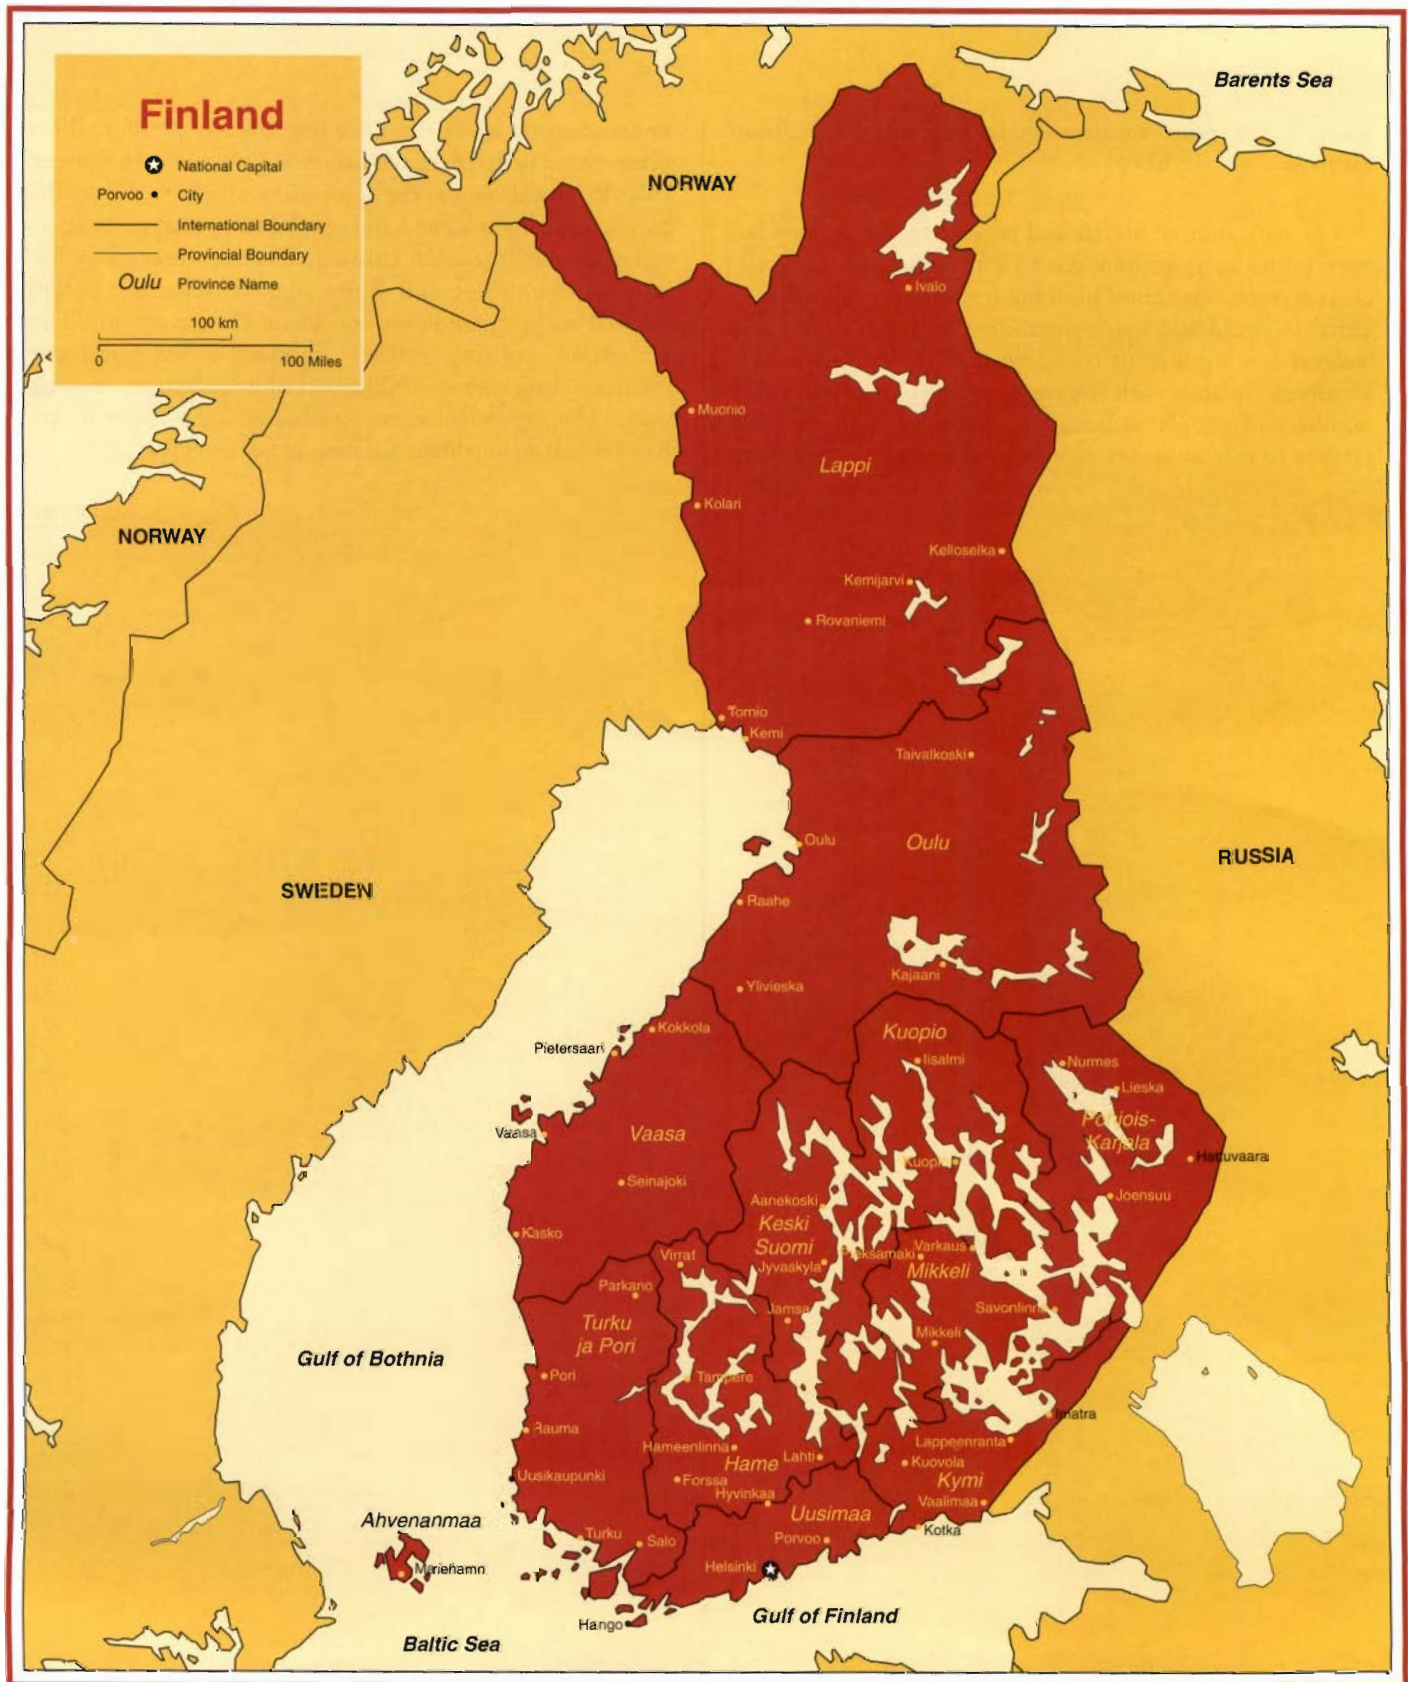 Finland
National Capital
Porvoo • City
International Boundary
Provincial Boundary
Oulu Province Name
100 km
0 100 Miles
Barents Sea
NORWAY
Ivalo
Muonio
Lappi
Kolari
NORWAY
Kelloselka
Kemijarvi
Rovaniemi
Tornio
Kemi
Taivalkoski
Oulu
Oulu
RUSSIA
SWEDEN
Raahe
Kajaani
Ylivieska
Kokkola
Kuopio
Pietersaari
Iisalmi
Nurmes
Lieska
Pohjois-
Karjala
Vaasa
Vaasa
Hattuvaara
Kuopio
Seinajoki
Joensuu
Aanekoski
Keski
Suomi
Kasko
Virrat
Jyvaskyla
Pieksamaki
Varkaus
Mikkeli
Parkano
Jamsa
Savonlinna
Turku
ja Pori
Mikkeli
Gulf of Bothnia
Pori
Tampere
Imatra
Rauma
Hameenlinna
Hame
Lahti
Lappeenranta
Kuovola
Kymi
Uusikaupunki
Forssa
Hyvinkaa
Vaalimaa
Uusimaa
Ahvenanmaa
Kotka
Turku
Salo
Porvoo
Mariehamn
Helsinki
Hango
Gulf of Finland
Baltic Sea